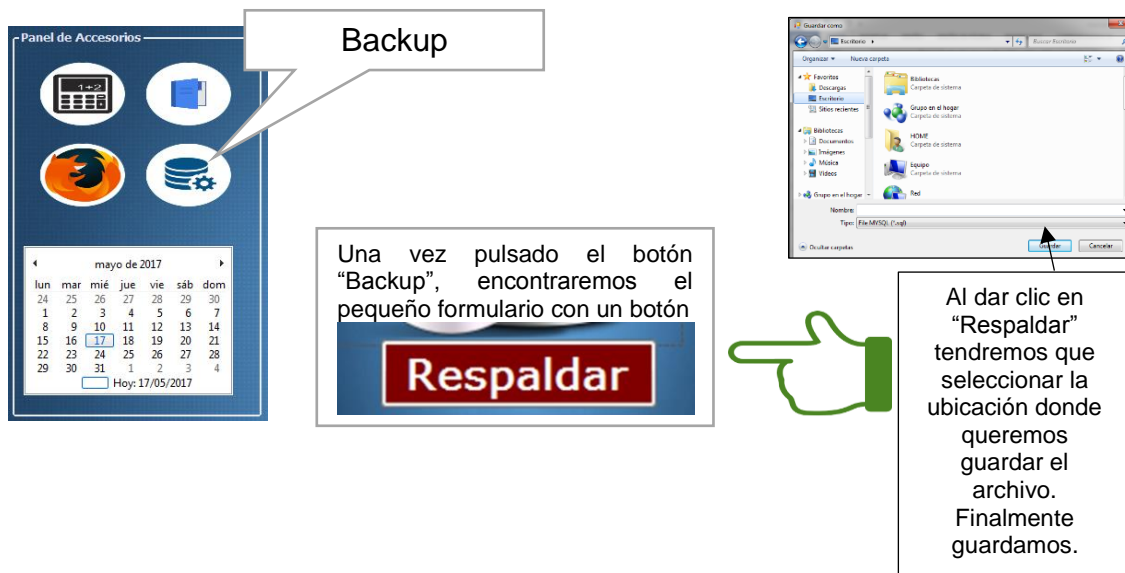 Panel de Accesorios
1+2
mayo de 2017
lun mar mié jue vie sáb dom
24 25 26 27 28 29 30
1 2 3 4 5 6 7
8 9 10 11 12 13 14
15 16 17 18 19 20 21
22 23 24 25 26 27 28
29 30 31 1 2 3 4
Hoy: 17/05/2017
Backup
Una vez pulsado el botón
“Backup”, encontraremos el
pequeño formulario con un botón
Respaldar
Guardar como
Escritorio
Buscar Escritorio
Organizar Nueva carpeta
Favoritos
Descargas
Escritorio
Sitios recientes
Bibliotecas
Documentos
Imágenes
Música
Vídeos
Grupo en el hogar
Bibliotecas
Carpeta de sistema
Grupo en el hogar
Carpeta de sistema
HOME
Carpeta de sistema
Equipo
Carpeta de sistema
Red
Nombre:
Tipo: File MYSQL (*.sql)
Ocultar carpetas
Guardar Cancelar
Al dar clic en
“Respaldar”
tendremos que
seleccionar la
ubicación donde
queremos
guardar el
archivo.
Finalmente
guardamos.